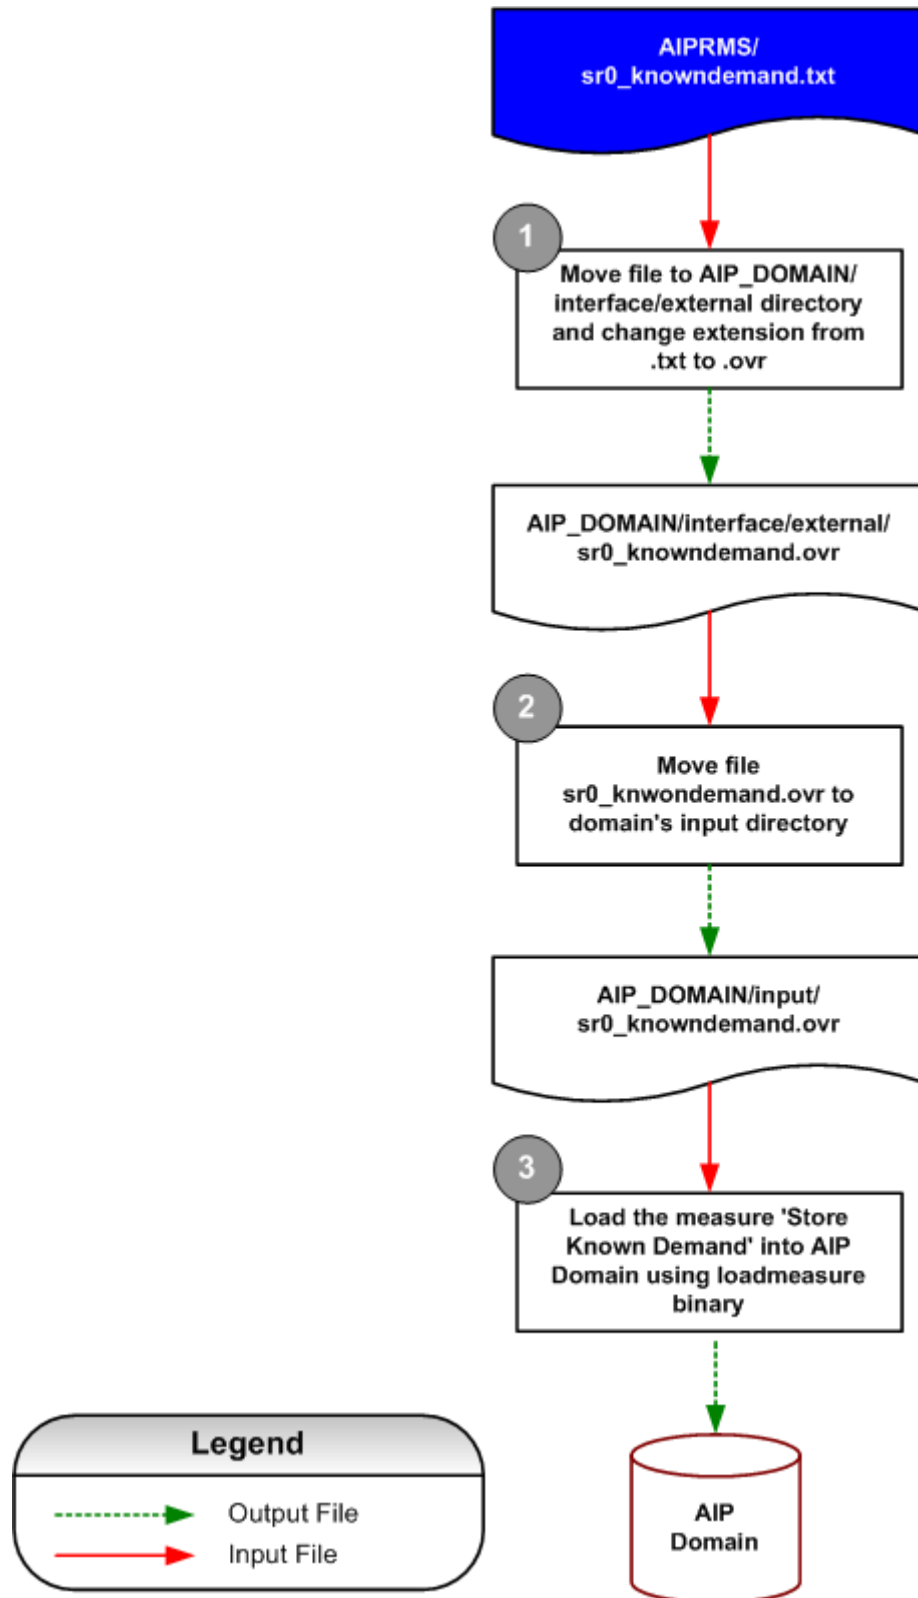 AIPRMS/
sr0_knowndemand.txt
1
Move file to AIP_DOMAIN/
interface/external directory
and change extension from
.txt to .ovr
AIP_DOMAIN/interface/external/
sr0_knowndemand.ovr
2
Move file
sr0_knwondemand.ovr to
domain's input directory
AIP_DOMAIN/input/
sr0_knowndemand.ovr
3
Load the measure 'Store
Known Demand' into AIP
Domain using loadmeasure
binary
AIP
Domain
Legend
Output File
Input File